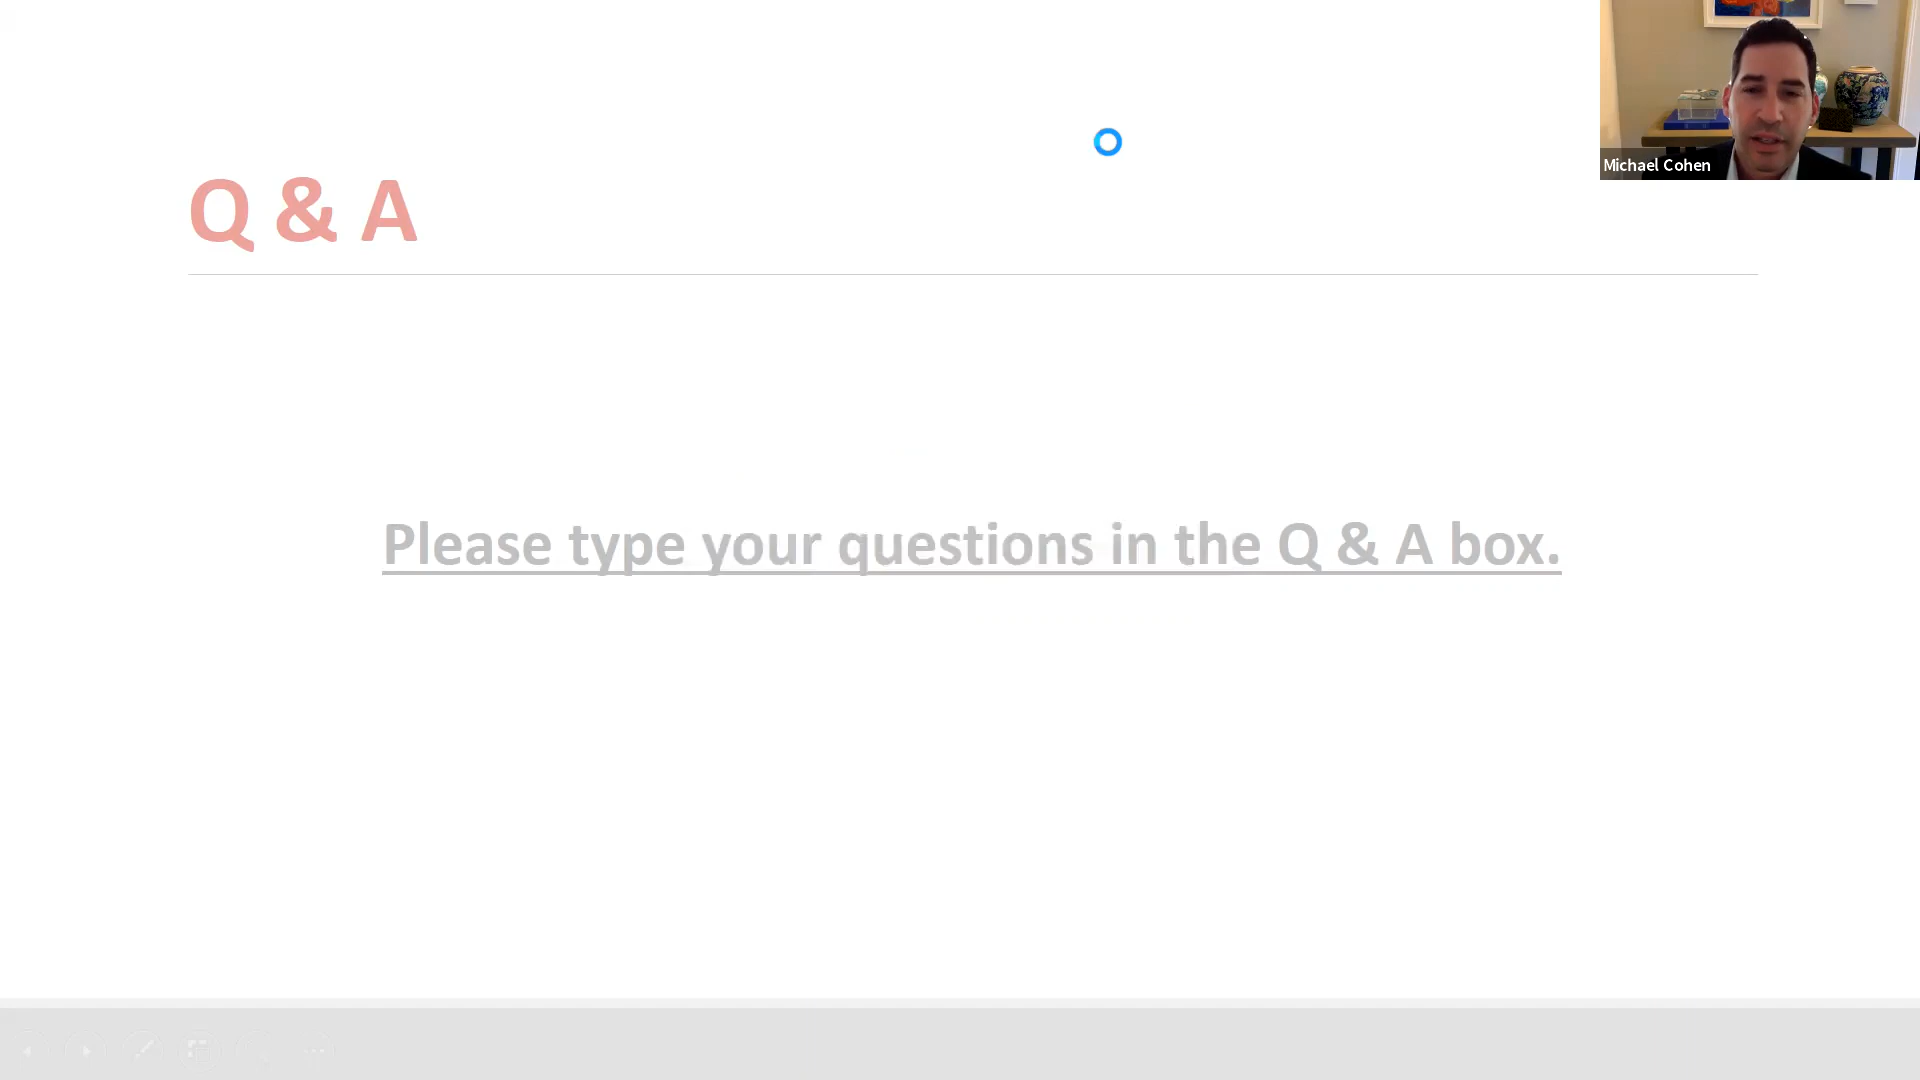 Michael Cohen
Q & A
Please type your questions in the Q & A box.